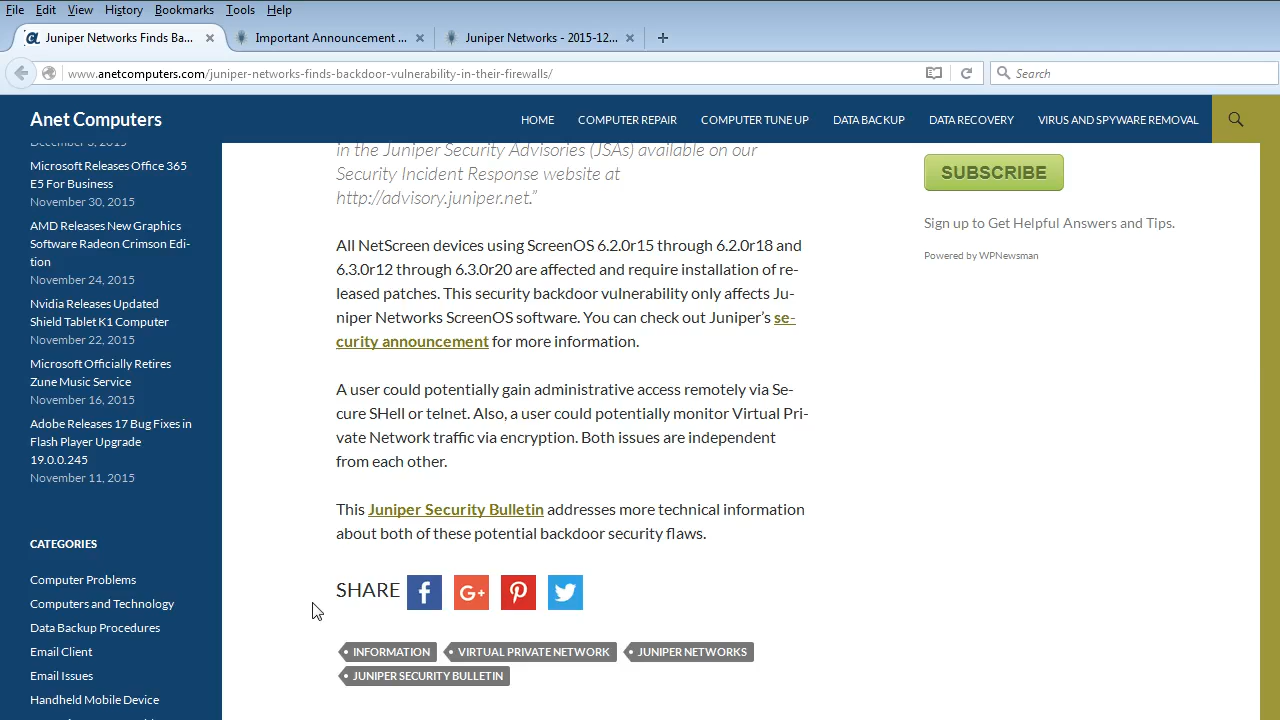 File Edit View History Bookmarks Tools Help
Juniper Networks Finds Ba... × Important Announcement ... × Juniper Networks - 2015-12... × +
www.anetcomputers.com/juniper-networks-finds-backdoor-vulnerability-in-their-firewalls/
Search
Anet Computers
HOME COMPUTER REPAIR COMPUTER TUNE UP DATA BACKUP DATA RECOVERY VIRUS AND SPYWARE REMOVAL
December 3, 2015
Microsoft Releases Office 365
E5 For Business
November 30, 2015
AMD Releases New Graphics
Software Radeon Crimson Edi-
tion
November 24, 2015
Nvidia Releases Updated
Shield Tablet K1 Computer
November 22, 2015
Microsoft Officially Retires
Zune Music Service
November 16, 2015
Adobe Releases 17 Bug Fixes in
Flash Player Upgrade
19.0.0.245
November 11, 2015
CATEGORIES
Computer Problems
Computers and Technology
Data Backup Procedures
Email Client
Email Issues
Handheld Mobile Device
in the Juniper Security Advisories (JSAs) available on our
Security Incident Response website at
http://advisory.juniper.net.”
All NetScreen devices using ScreenOS 6.2.0r15 through 6.2.0r18 and
6.3.0r12 through 6.3.0r20 are affected and require installation of re-
leased patches. This security backdoor vulnerability only affects Ju-
niper Networks ScreenOS software. You can check out Juniper’s se-
curity announcement for more information.
A user could potentially gain administrative access remotely via Se-
cure SHell or telnet. Also, a user could potentially monitor Virtual Pri-
vate Network traffic via encryption. Both issues are independent
from each other.
This Juniper Security Bulletin addresses more technical information
about both of these potential backdoor security flaws.
SHARE
INFORMATION VIRTUAL PRIVATE NETWORK JUNIPER NETWORKS
JUNIPER SECURITY BULLETIN
SUBSCRIBE
Sign up to Get Helpful Answers and Tips.
Powered by WPNewsman